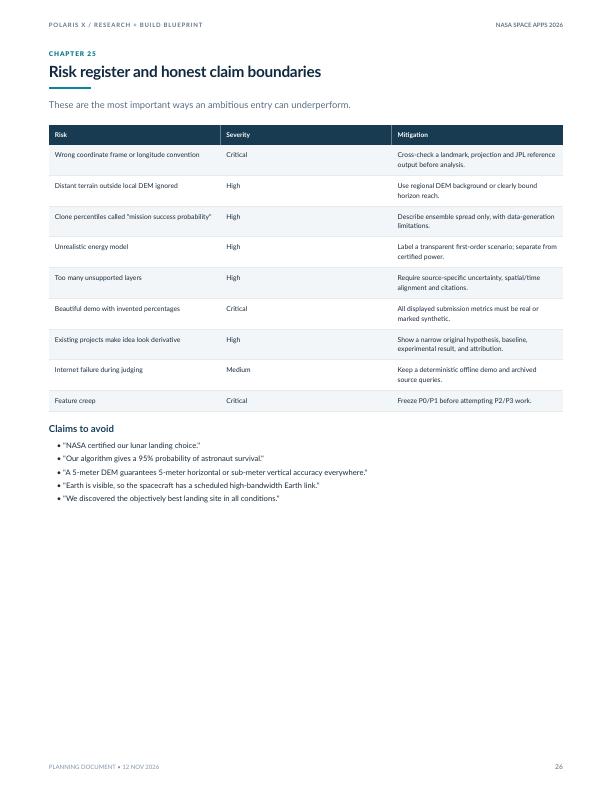 POLARIS X / RESEARCH + BUILD BLUEPRINT
NASA SPACE APPS 2026
CHAPTER 25
Risk register and honest claim boundaries
These are the most important ways an ambitious entry can underperform.
Risk Severity Mitigation
Wrong coordinate frame or longitude convention Critical Cross-check a landmark, projection and JPL reference
output before analysis.
Distant terrain outside local DEM ignored High Use regional DEM background or clearly bound
horizon reach.
Clone percentiles called "mission success probability" High Describe ensemble spread only, with data-generation
limitations.
Unrealistic energy model High Label a transparent first-order scenario; separate from
certified power.
Too many unsupported layers High Require source-specific uncertainty, spatial/time
alignment and citations.
Beautiful demo with invented percentages Critical All displayed submission metrics must be real or
marked synthetic.
Existing projects make idea look derivative High Show a narrow original hypothesis, baseline,
experimental result, and attribution.
Internet failure during judging Medium Keep a deterministic offline demo and archived
source queries.
Feature creep Critical Freeze P0/P1 before attempting P2/P3 work.
Claims to avoid
• "NASA certified our lunar landing choice."
• "Our algorithm gives a 95% probability of astronaut survival."
• "A 5-meter DEM guarantees 5-meter horizontal or sub-meter vertical accuracy everywhere."
• "Earth is visible, so the spacecraft has a scheduled high-bandwidth Earth link."
• "We discovered the objectively best landing site in all conditions."
PLANNING DOCUMENT • 12 NOV 2026
26